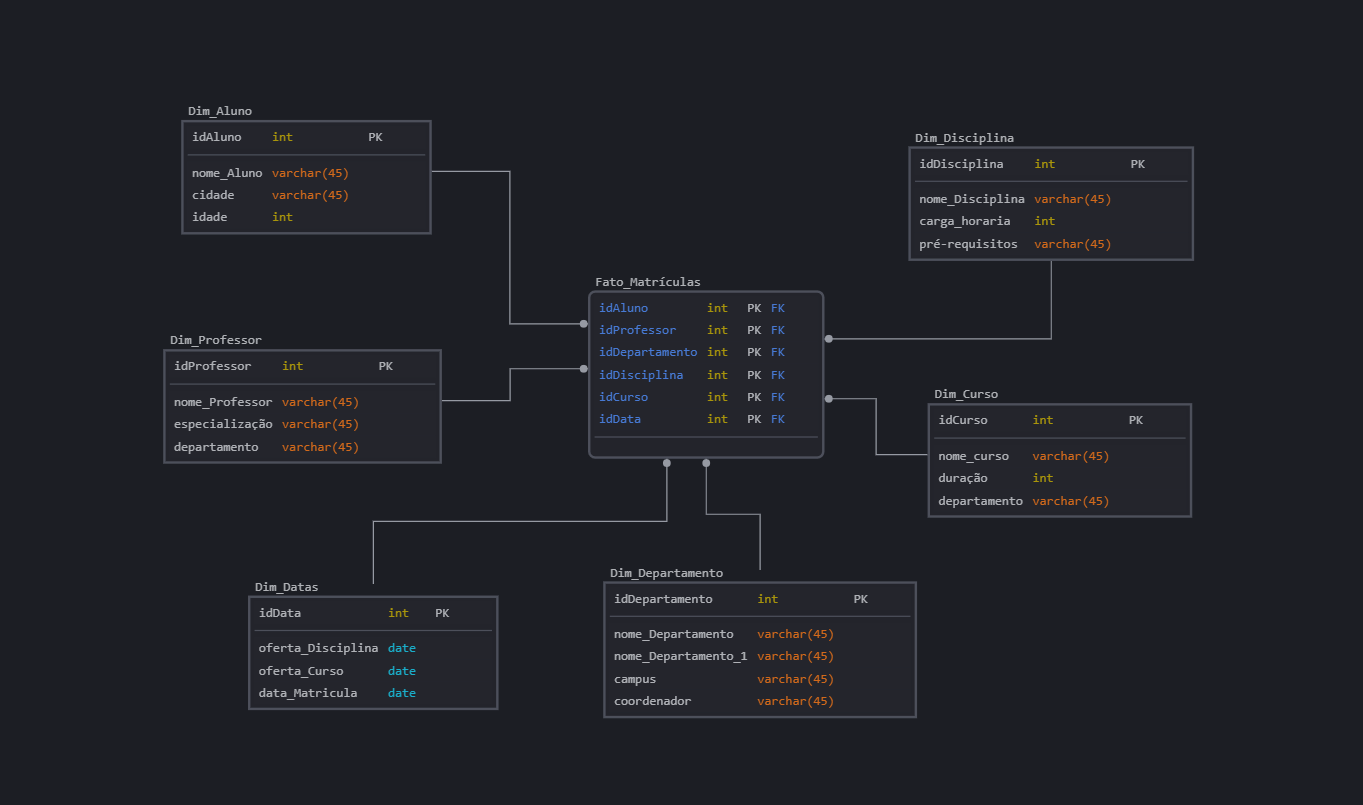 Dim_Aluno
idAluno int PK
nome_Aluno varchar(45)
cidade varchar(45)
idade int
Dim_Disciplina
idDisciplina int PK
nome_Disciplina varchar(45)
carga_horaria int
pré-requisitos varchar(45)
Fato_Matrículas
idAluno int PK FK
idProfessor int PK FK
idDepartamento int PK FK
idDisciplina int PK FK
idCurso int PK FK
idData int PK FK
Dim_Professor
idProfessor int PK
nome_Professor varchar(45)
especialização varchar(45)
departamento varchar(45)
Dim_Curso
idCurso int PK
nome_curso varchar(45)
duração int
departamento varchar(45)
Dim_Datas
idData int PK
oferta_Disciplina date
oferta_Curso date
data_Matricula date
Dim_Departamento
idDepartamento int PK
nome_Departamento varchar(45)
nome_Departamento_1 varchar(45)
campus varchar(45)
coordenador varchar(45)